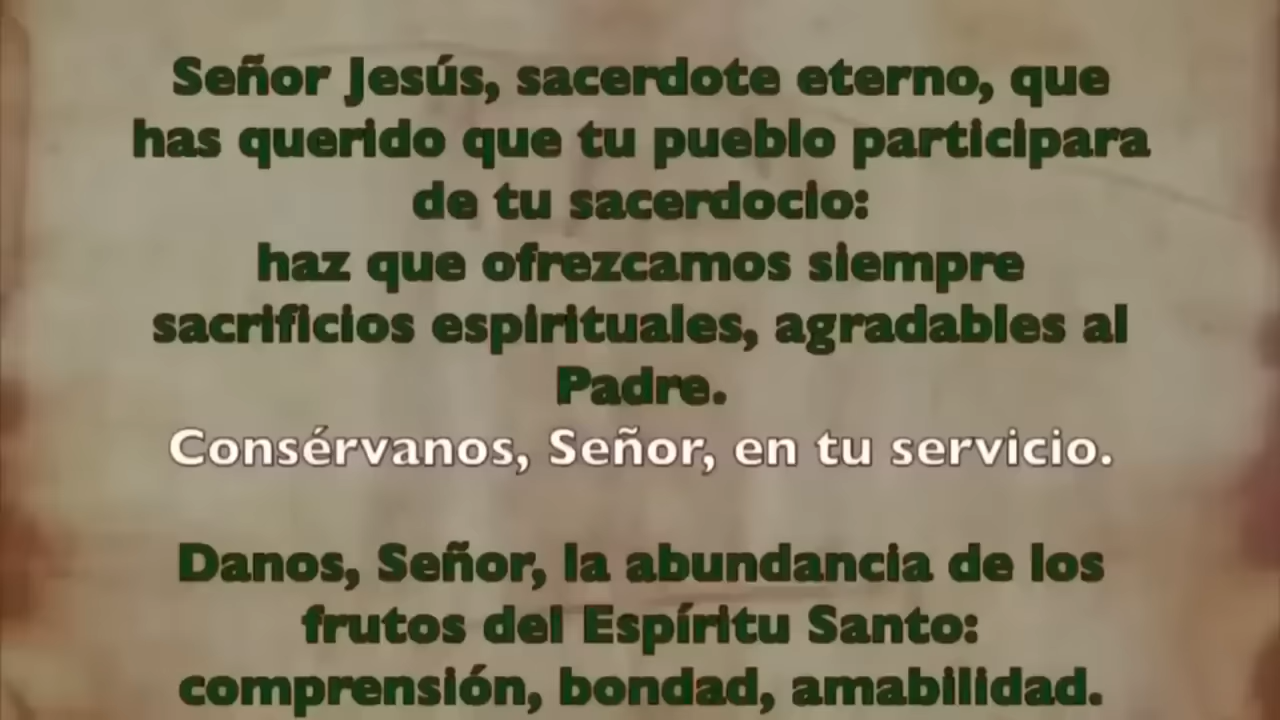 Señor Jesús, sacerdote eterno, que
has querido que tu pueblo participara
de tu sacerdocio:
haz que ofrezcamos siempre
sacrificios espirituales, agradables al
Padre.
Consérvanos, Señor, en tu servicio.
Danos, Señor, la abundancia de los
frutos del Espíritu Santo:
comprensión, bondad, amabilidad.